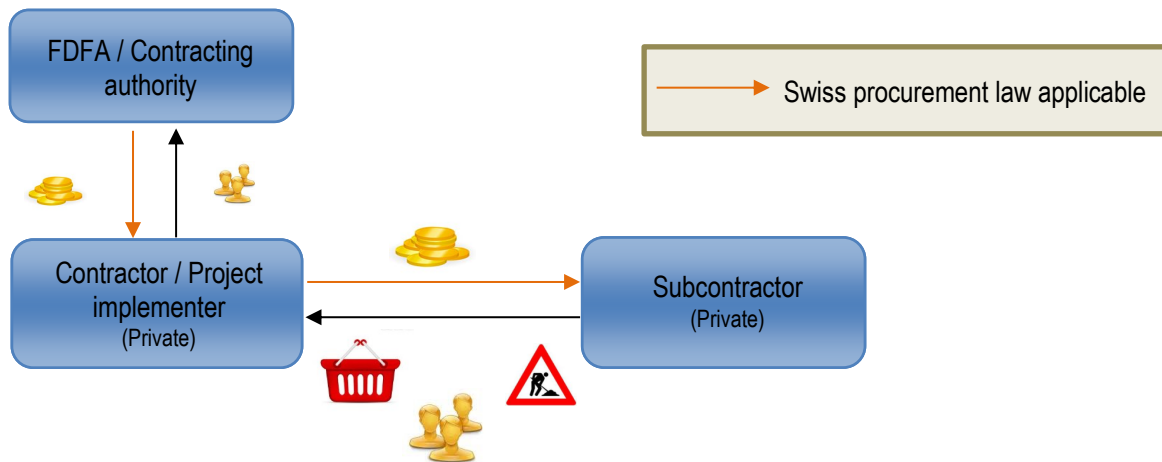 FDFA / Contracting
authority
Swiss procurement law applicable
Contractor / Project
implementer
(Private)
Subcontractor
(Private)